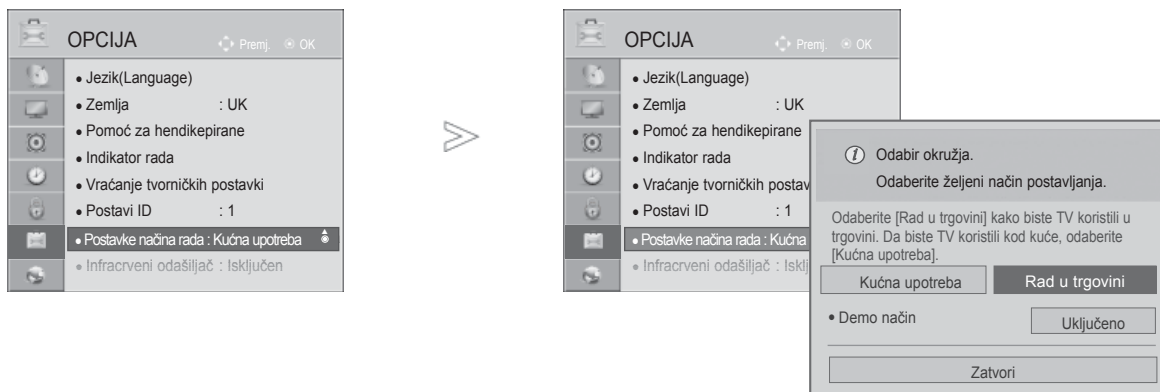 OPCIJA
Premj. OK
• Jezik(Language)
• Zemlja : UK
• Pomoć za hendikepirane
• Indikator rada
• Vraćanje tvorničkih postavki
• Postavi ID : 1
• Postavke načina rada : Kućna upotreba
• Infracrveni odašiljač : Isključen
OPCIJA
Premj. OK
• Jezik(Language)
• Zemlja : UK
• Pomoć za hendikepirane
• Indikator rada
• Vraćanje tvorničkih postav
• Postavi ID : 1
• Postavke načina rada : Kućna
• Infracrveni odašiljač : Isklj
Odabir okružja.
Odaberite željeni način postavljanja.
Odaberite [Rad u trgovini] kako biste TV koristili u
trgovini. Da biste TV koristili kod kuće, odaberite
[Kućna upotreba].
Kućna upotreba Rad u trgovini
• Demo način Uključeno
Zatvori